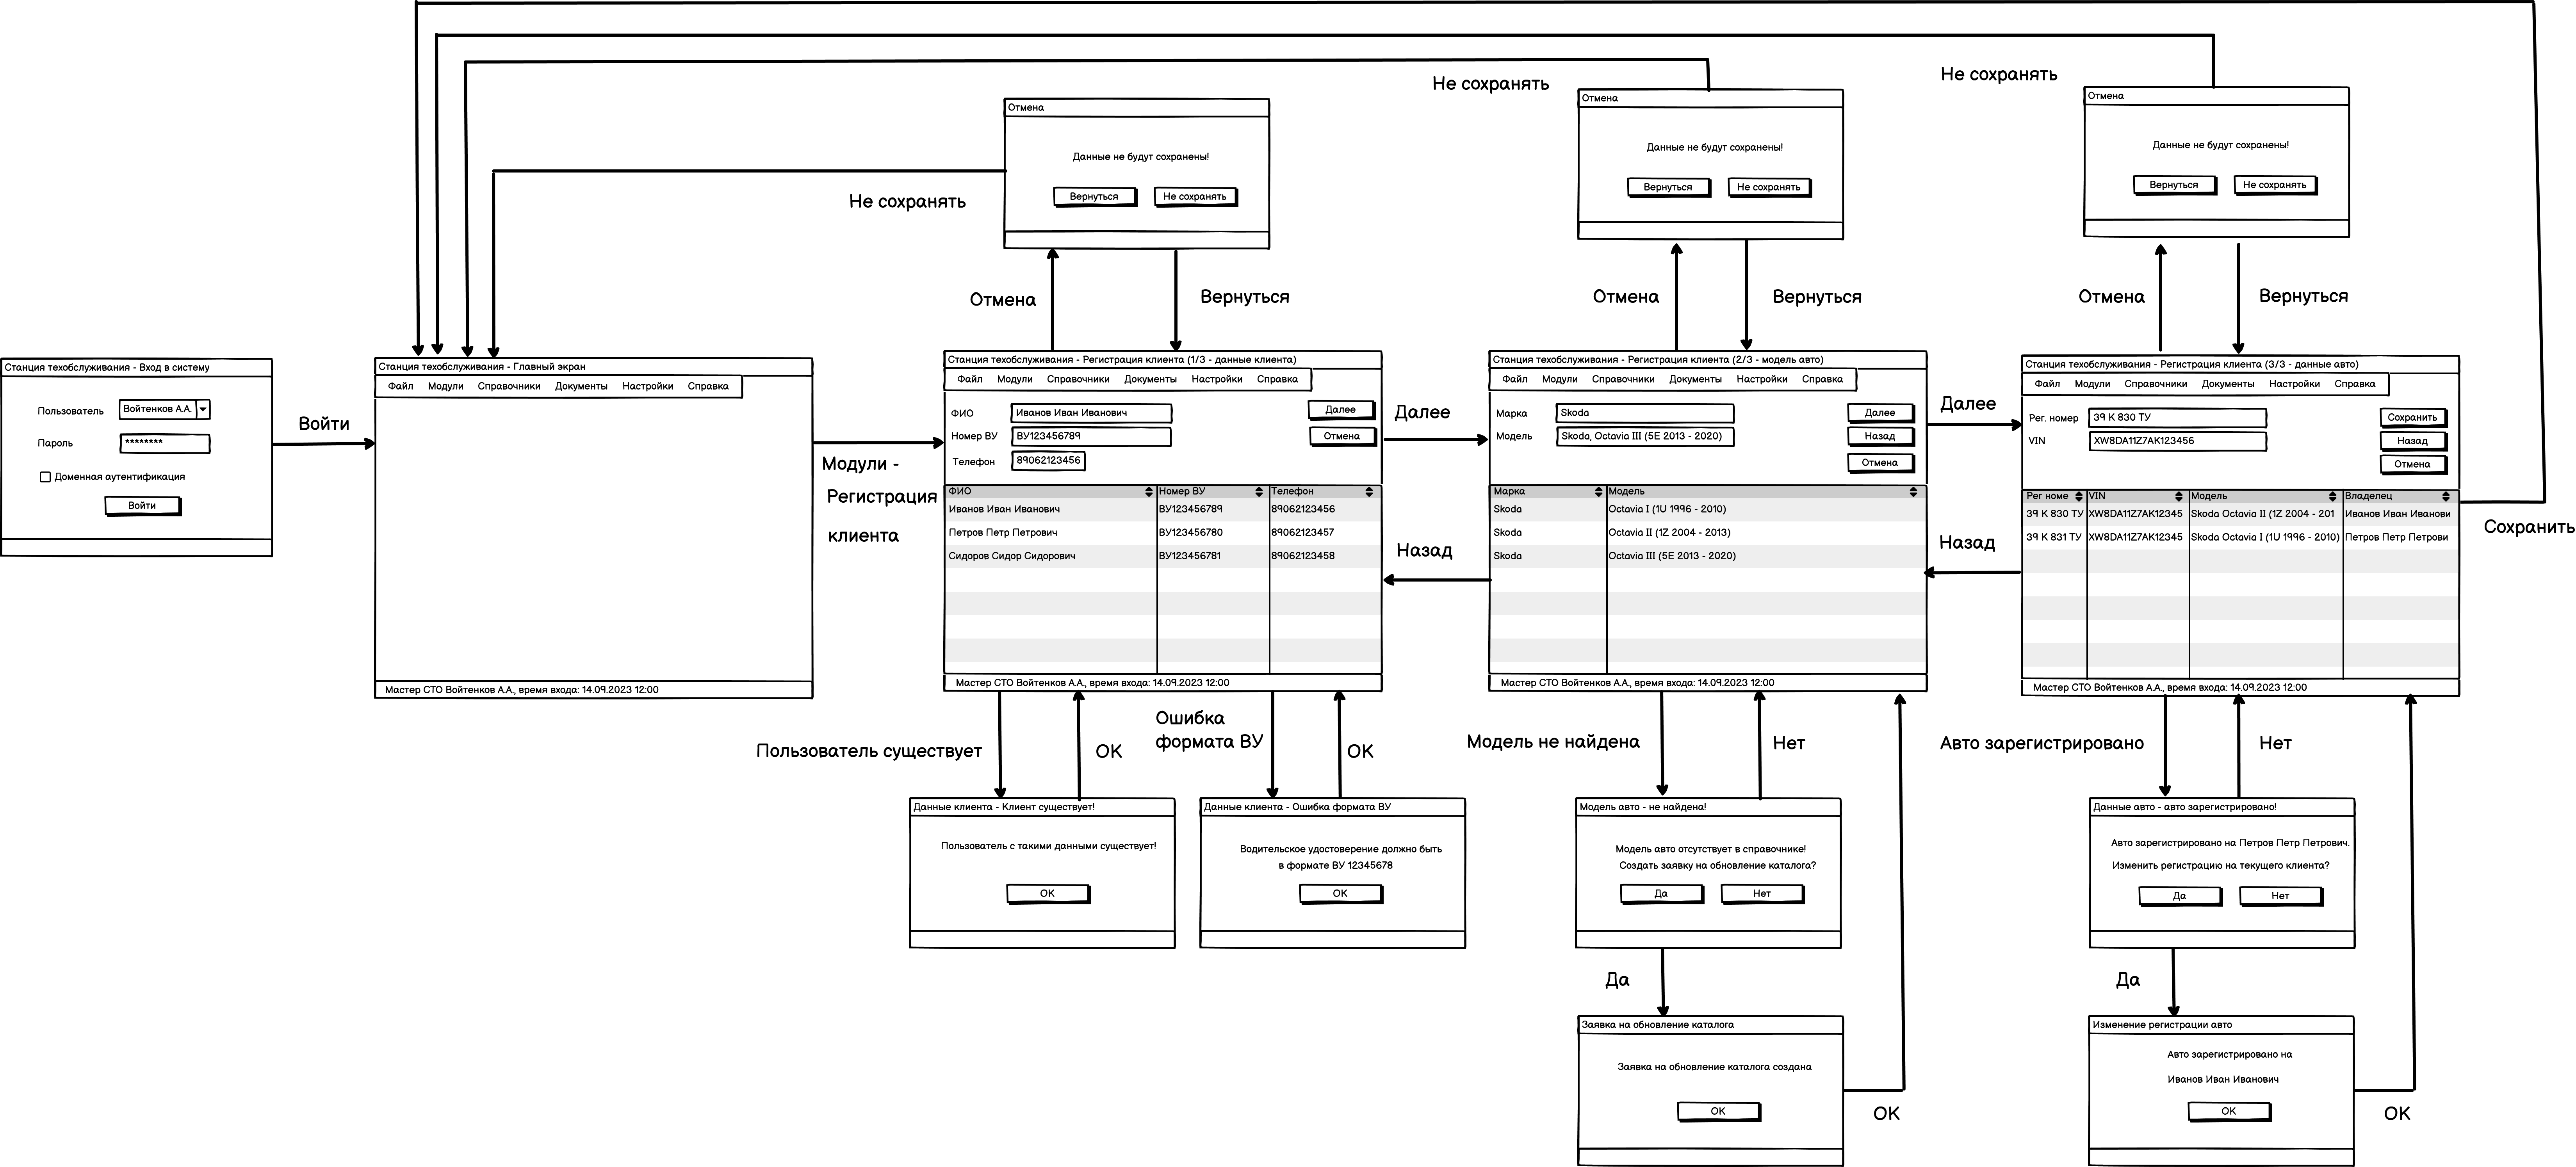 Не сохранять
Не сохранять
Отмена
Данные не будут сохранены!
Вернуться
Не сохранять
Не сохранять
Отмена
Данные не будут сохранены!
Вернуться
Не сохранять
Отмена
Данные не будут сохранены!
Вернуться
Не сохранять
Отмена
Вернуться
Отмена
Вернуться
Отмена
Вернуться
Станция техобслуживания - Вход в систему
Пользователь
Войтенков А.А.
Пароль
********
Доменная аутентификация
Войти
Войти
Станция техобслуживания - Главный экран
Файл Модули Справочники Документы Настройки Справка
Мастер СТО Войтенков А.А., время входа: 14.09.2023 12:00
Модули -
Регистрация
клиента
Станция техобслуживания - Регистрация клиента (1/3 - данные клиента)
Файл Модули Справочники Документы Настройки Справка
ФИО Иванов Иван Иванович Далее
Номер ВУ ВУ123456789 Отмена
Телефон 89062123456
ФИО Номер ВУ Телефон
Иванов Иван Иванович ВУ123456789 89062123456
Петров Петр Петрович ВУ123456780 89062123457
Сидоров Сидор Сидорович ВУ123456781 89062123458
Мастер СТО Войтенков А.А., время входа: 14.09.2023 12:00
Далее
Назад
Станция техобслуживания - Регистрация клиента (2/3 - модель авто)
Файл Модули Справочники Документы Настройки Справка
Марка Skoda Далее
Модель Skoda, Octavia III (5E 2013 - 2020) Назад
Отмена
Марка Модель
Skoda Octavia I (1U 1996 - 2010)
Skoda Octavia II (1Z 2004 - 2013)
Skoda Octavia III (5E 2013 - 2020)
Мастер СТО Войтенков А.А., время входа: 14.09.2023 12:00
Далее
Назад
Станция техобслуживания - Регистрация клиента (3/3 - данные авто)
Файл Модули Справочники Документы Настройки Справка
Рег. номер 39 К 830 ТУ Сохранить
VIN XW8DA11Z7AK123456 Назад
Отмена
Рег номе VIN Модель Владелец
39 К 830 ТУ XW8DA11Z7AK12345 Skoda Octavia II (1Z 2004 - 201 Иванов Иван Иванови
39 К 831 ТУ XW8DA11Z7AK12345 Skoda Octavia I (1U 1996 - 2010) Петров Петр Петрови
Мастер СТО Войтенков А.А., время входа: 14.09.2023 12:00
Сохранить
Пользователь существует
ОК
Ошибка
формата ВУ
ОК
Модель не найдена
Нет
Авто зарегистрировано
Нет
Данные клиента - Клиент существует!
Пользователь с такими данными существует!
ОК
Данные клиента - Ошибка формата ВУ
Водительское удостоверение должно быть
в формате ВУ 12345678
ОК
Модель авто - не найдена!
Модель авто отсутствует в справочнике!
Создать заявку на обновление каталога?
Да
Нет
Данные авто - авто зарегистрировано!
Авто зарегистрировано на Петров Петр Петрович.
Изменить регистрацию на текущего клиента?
Да
Нет
Да
Да
Заявка на обновление каталога
Заявка на обновление каталога создана
ОК
ОК
Изменение регистрации авто
Авто зарегистрировано на
Иванов Иван Иванович
ОК
ОК